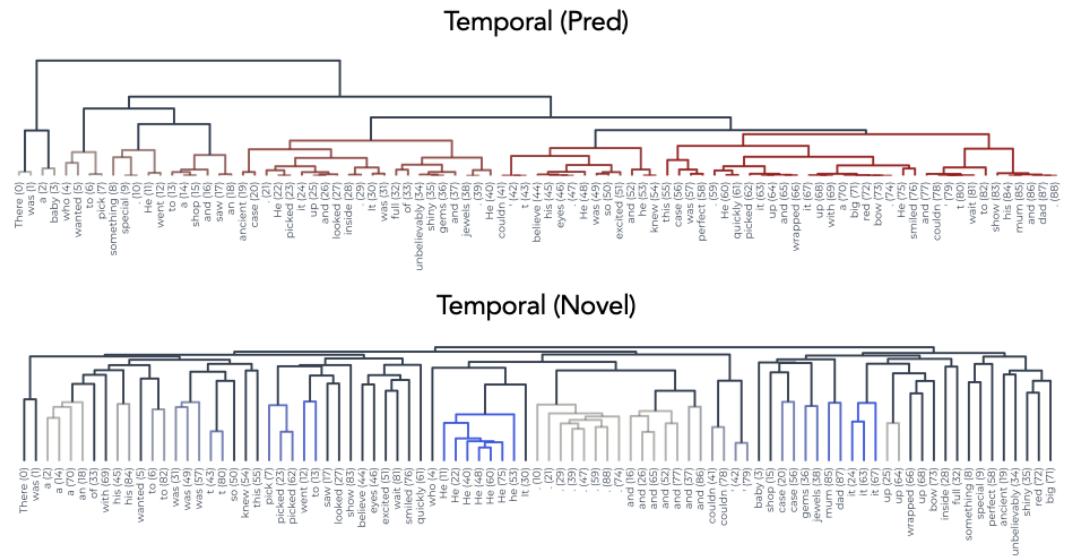 Temporal (Pred)
There (0) was (1) a (2) baby (3) who (4) wanted (5) to (6) pick (7) something (8) special (9) . (10) He (11) went (12) to (13) a (14) shop (15) and (16) saw (17) an (18) ancient (19) case (20) . (21) He (22) picked (23) it (24) up (25) and (26) looked (27) inside (28) . (29) It (30) was (31) full (32) of (33) unbelievably (34) shiny (35) gems (36) and (37) jewels (38) . (39) He (40) couldn (41) ' (42) t (43) believe (44) his (45) eyes (46) . (47) He (48) was (49) so (50) excited (51) and (52) he (53) knew (54) this (55) case (56) was (57) perfect (58) . (59) He (60) quickly (61) picked (62) it (63) up (64) and (65) wrapped (66) it (67) up (68) with (69) a (70) big (71) red (72) bow (73) . (74) He (75) smiled (76) and (77) couldn (78) ' (79) t (80) wait (81) to (82) show (83) his (84) mum (85) and (86) dad (87) . (88)
Temporal (Novel)
There (0) was (1) a (2) a (14) a (70) an (18) of (33) with (69) his (45) his (84) wanted (5) to (6) to (82) was (31) was (49) was (57) t (43) t (80) so (50) knew (54) this (55) pick (7) picked (23) picked (62) went (12) to (13) saw (17) looked (27) show (83) believe (44) eyes (46) excited (51) wait (81) smiled (76) quickly (61) who (4) He (11) He (22) He (40) He (48) He (60) He (75) he (53) It (30) . (10) . (21) . (29) . (39) . (47) . (59) . (88) . (74) and (16) and (26) and (65) and (52) and (77) and (37) and (86) couldn (41) couldn (78) ' (42) ' (79) baby (3) shop (15) case (20) case (56) gems (36) jewels (38) mum (85) dad (87) it (24) it (63) it (67) up (25) up (64) wrapped (66) up (68) bow (73) inside (28) full (32) something (8) special (9) perfect (58) ancient (19) unbelievably (34) shiny (35) red (72) big (71)